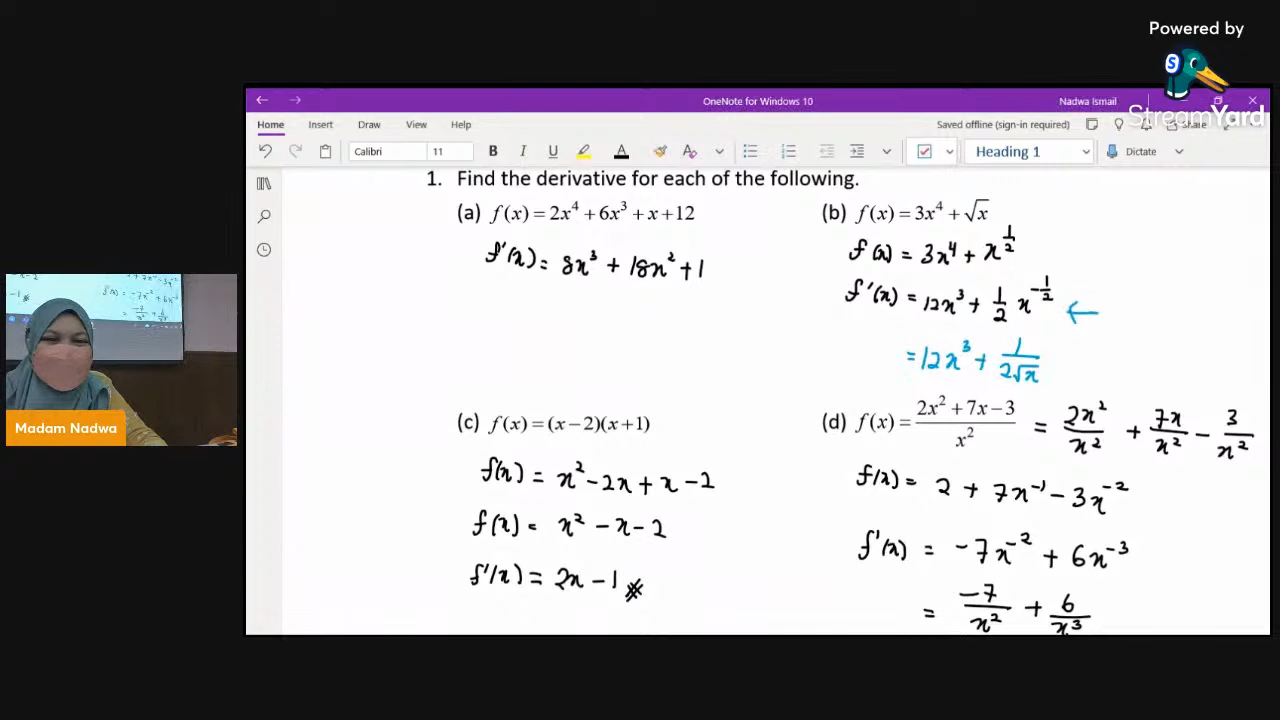 Powered by
StreamYard
OneNote for Windows 10
Nadwa Ismail
Home Insert Draw View Help
Saved offline (sign-in required)
Share
Calibri 11 B I U A A Heading 1 Dictate
1. Find the derivative for each of the following.
(a) f(x) = 2x⁴ + 6x³ + x + 12
f'(x) = 8x³ + 18x² + 1
(b) f(x) = 3x⁴ + √x
f(x) = 3x⁴ + x^(1/2)
f'(x) = 12x³ + 1/2 x^(-1/2) ←
= 12x³ + 1/(2√x)
(c) f(x) = (x − 2)(x + 1)
f(x) = x² − 2x + x − 2
f(x) = x² − x − 2
f'(x) = 2x − 1 *
(d) f(x) = (2x² + 7x − 3)/x² = 2x²/x² + 7x/x² − 3/x²
f(x) = 2 + 7x⁻¹ − 3x⁻²
f'(x) = −7x⁻² + 6x⁻³
= −7/x² + 6/x³
Madam Nadwa